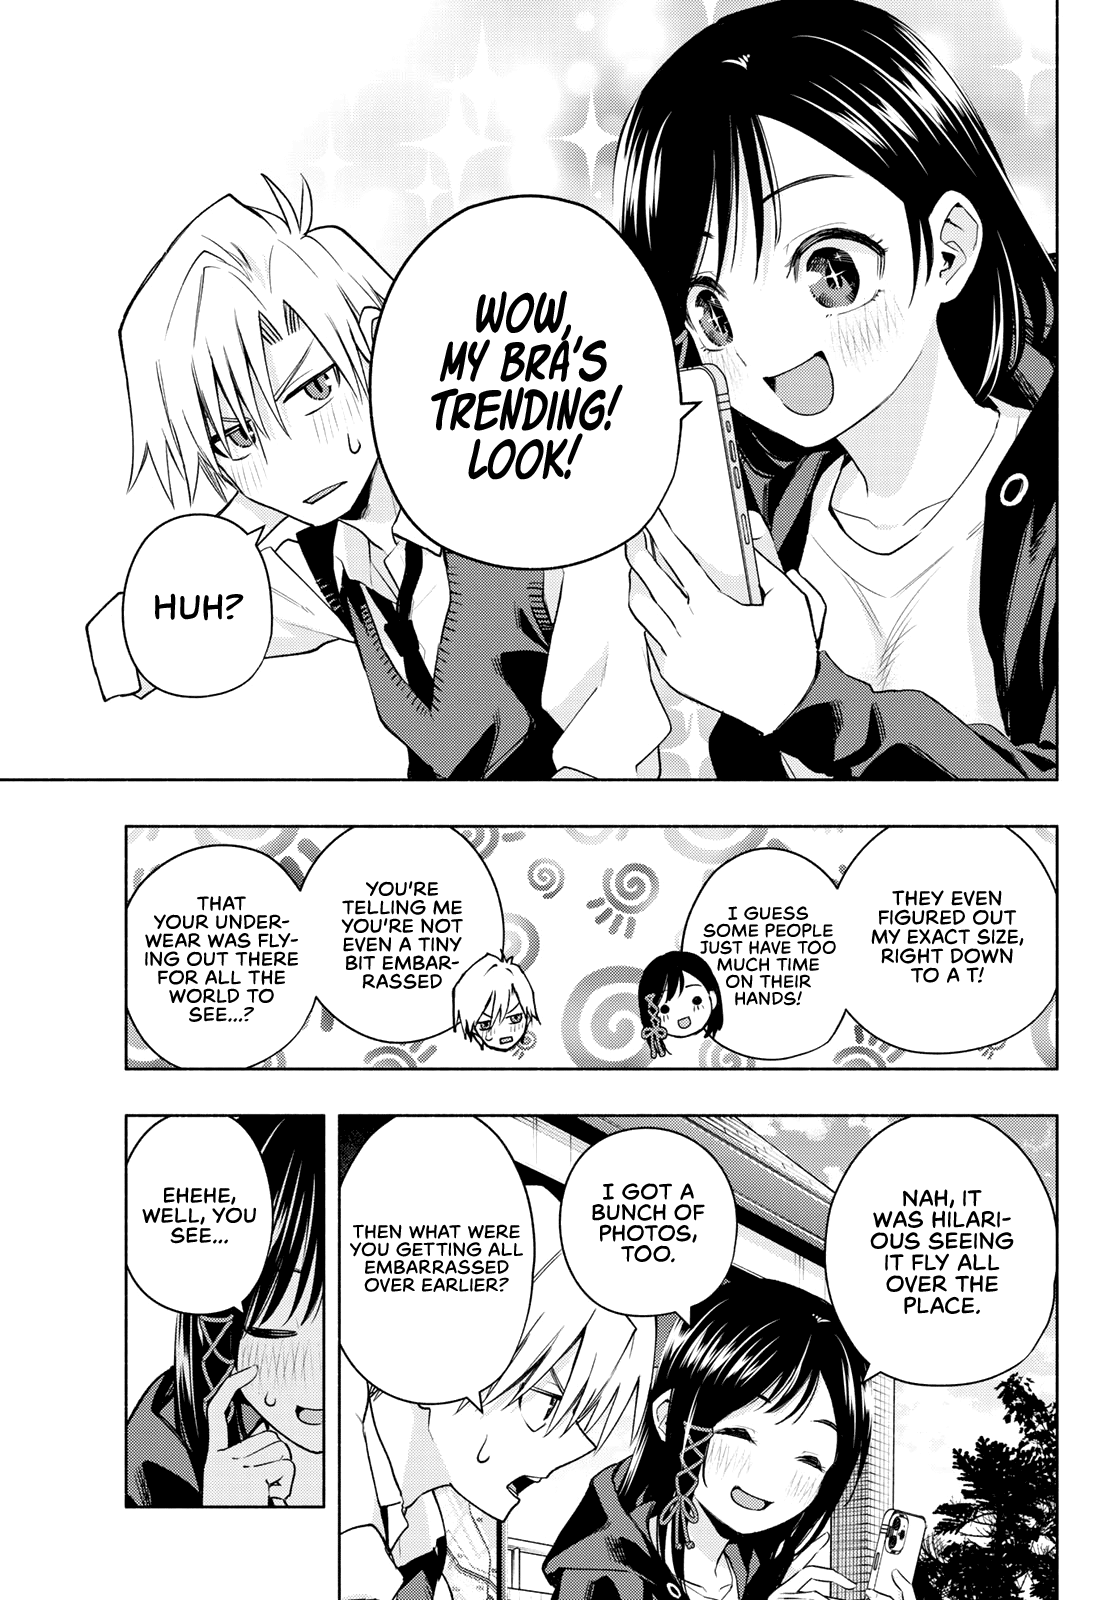 WOW,
MY BRA'S
TRENDING!
LOOK!
HUH?
THEY EVEN
FIGURED OUT
MY EXACT SIZE,
RIGHT DOWN
TO A T!
I GUESS
SOME PEOPLE
JUST HAVE TOO
MUCH TIME
ON THEIR
HANDS!
YOU'RE
TELLING ME
YOU'RE NOT
EVEN A TINY
BIT EMBAR-
RASSED
THAT
YOUR UNDER-
WEAR WAS FLY-
ING OUT THERE
FOR ALL THE
WORLD TO
SEE...?
NAH, IT
WAS HILARI-
OUS SEEING
IT FLY ALL
OVER THE
PLACE.
I GOT A
BUNCH OF
PHOTOS,
TOO.
THEN WHAT WERE
YOU GETTING ALL
EMBARRASSED
OVER EARLIER?
EHEHE,
WELL, YOU
SEE...